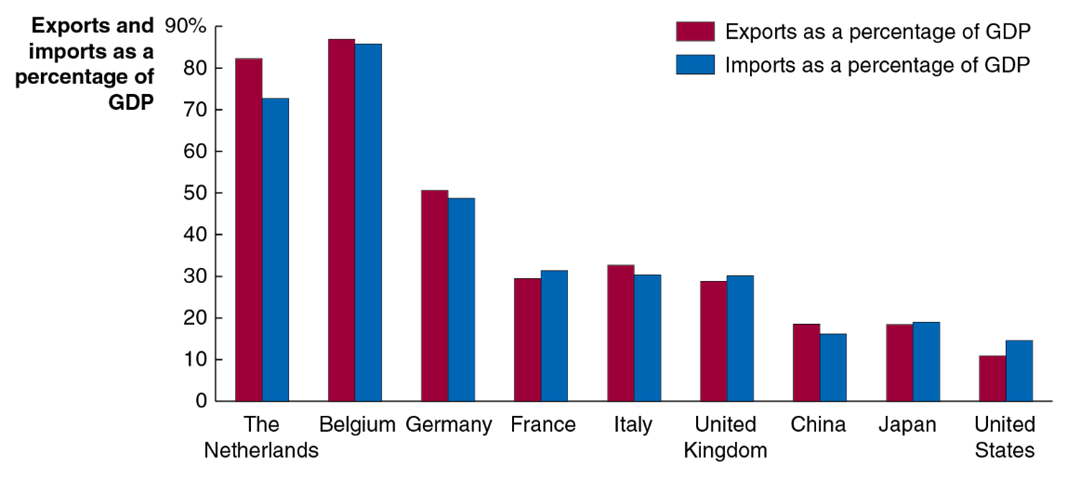 Exports and
imports as a
percentage of
GDP
90%
80
70
60
50
40
30
20
10
0
Exports as a percentage of GDP
Imports as a percentage of GDP
The
Netherlands
Belgium
Germany
France
Italy
United
Kingdom
China
Japan
United
States